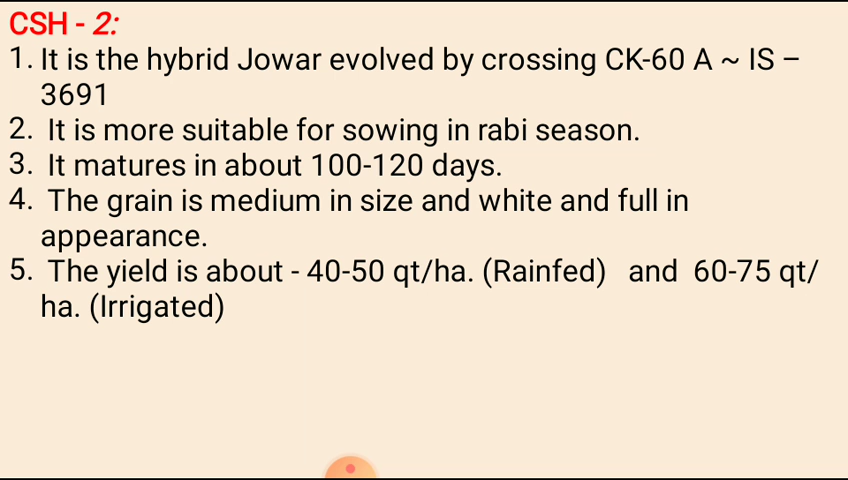 CSH - 2:
1. It is the hybrid Jowar evolved by crossing CK-60 A ~ IS –
3691
2. It is more suitable for sowing in rabi season.
3. It matures in about 100-120 days.
4. The grain is medium in size and white and full in
appearance.
5. The yield is about - 40-50 qt/ha. (Rainfed) and 60-75 qt/
ha. (Irrigated)